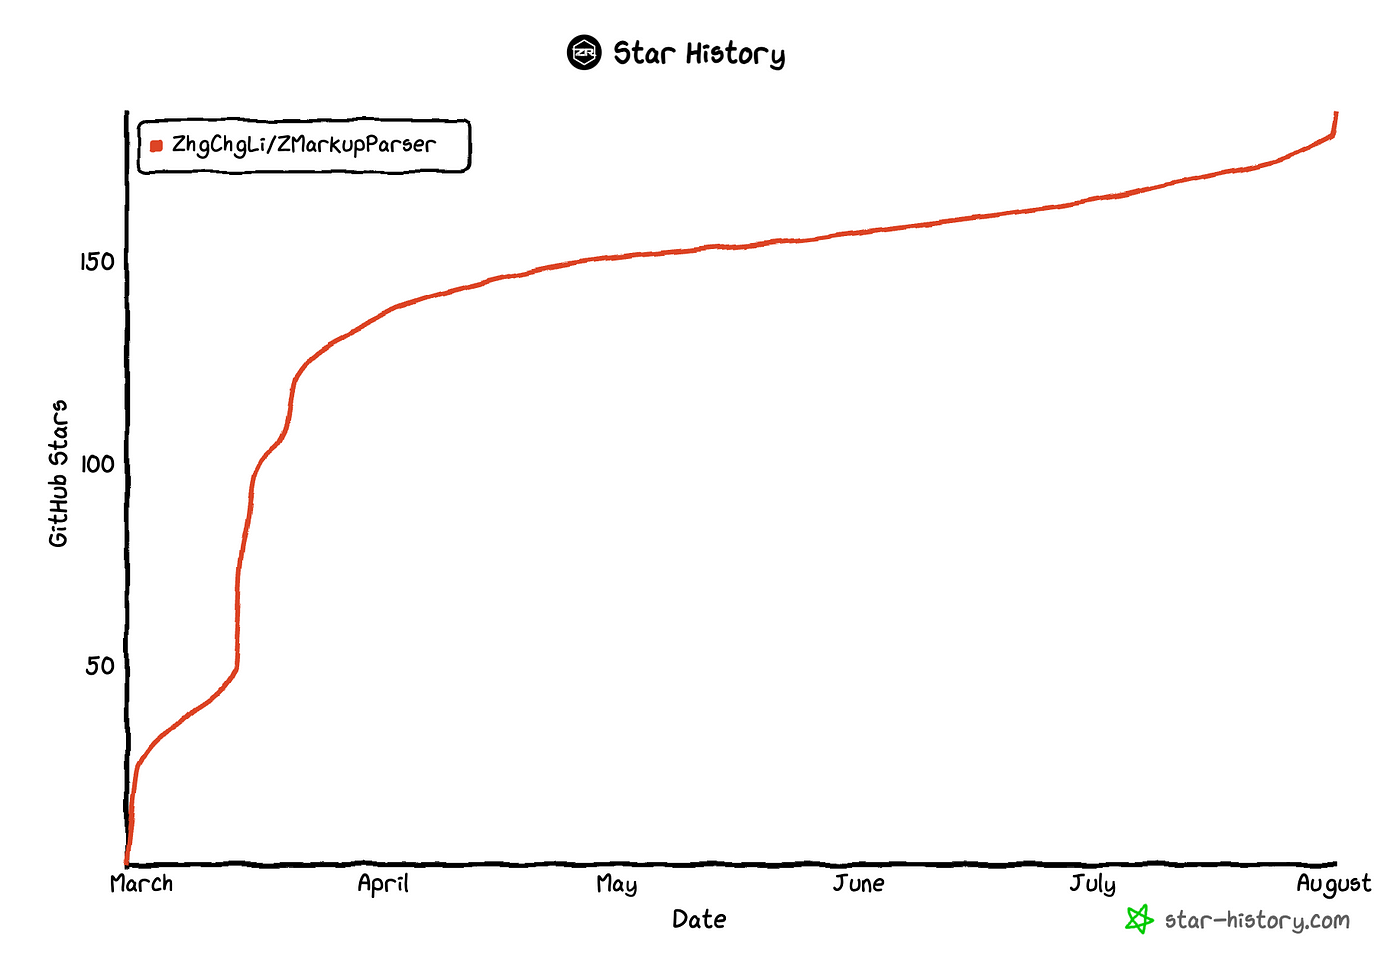 ZR Star History
ZhgChgLi/ZMarkupParser
150
100
50
GitHub Stars
March April May June July August
Date
star-history.com